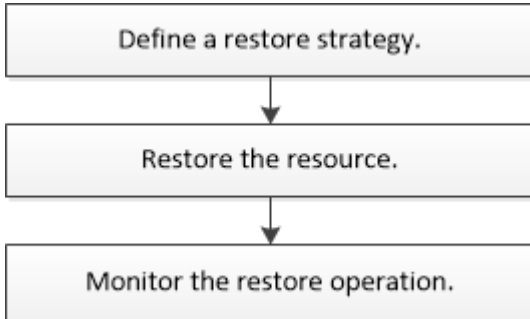 Define a restore strategy.
Restore the resource.
Monitor the restore operation.